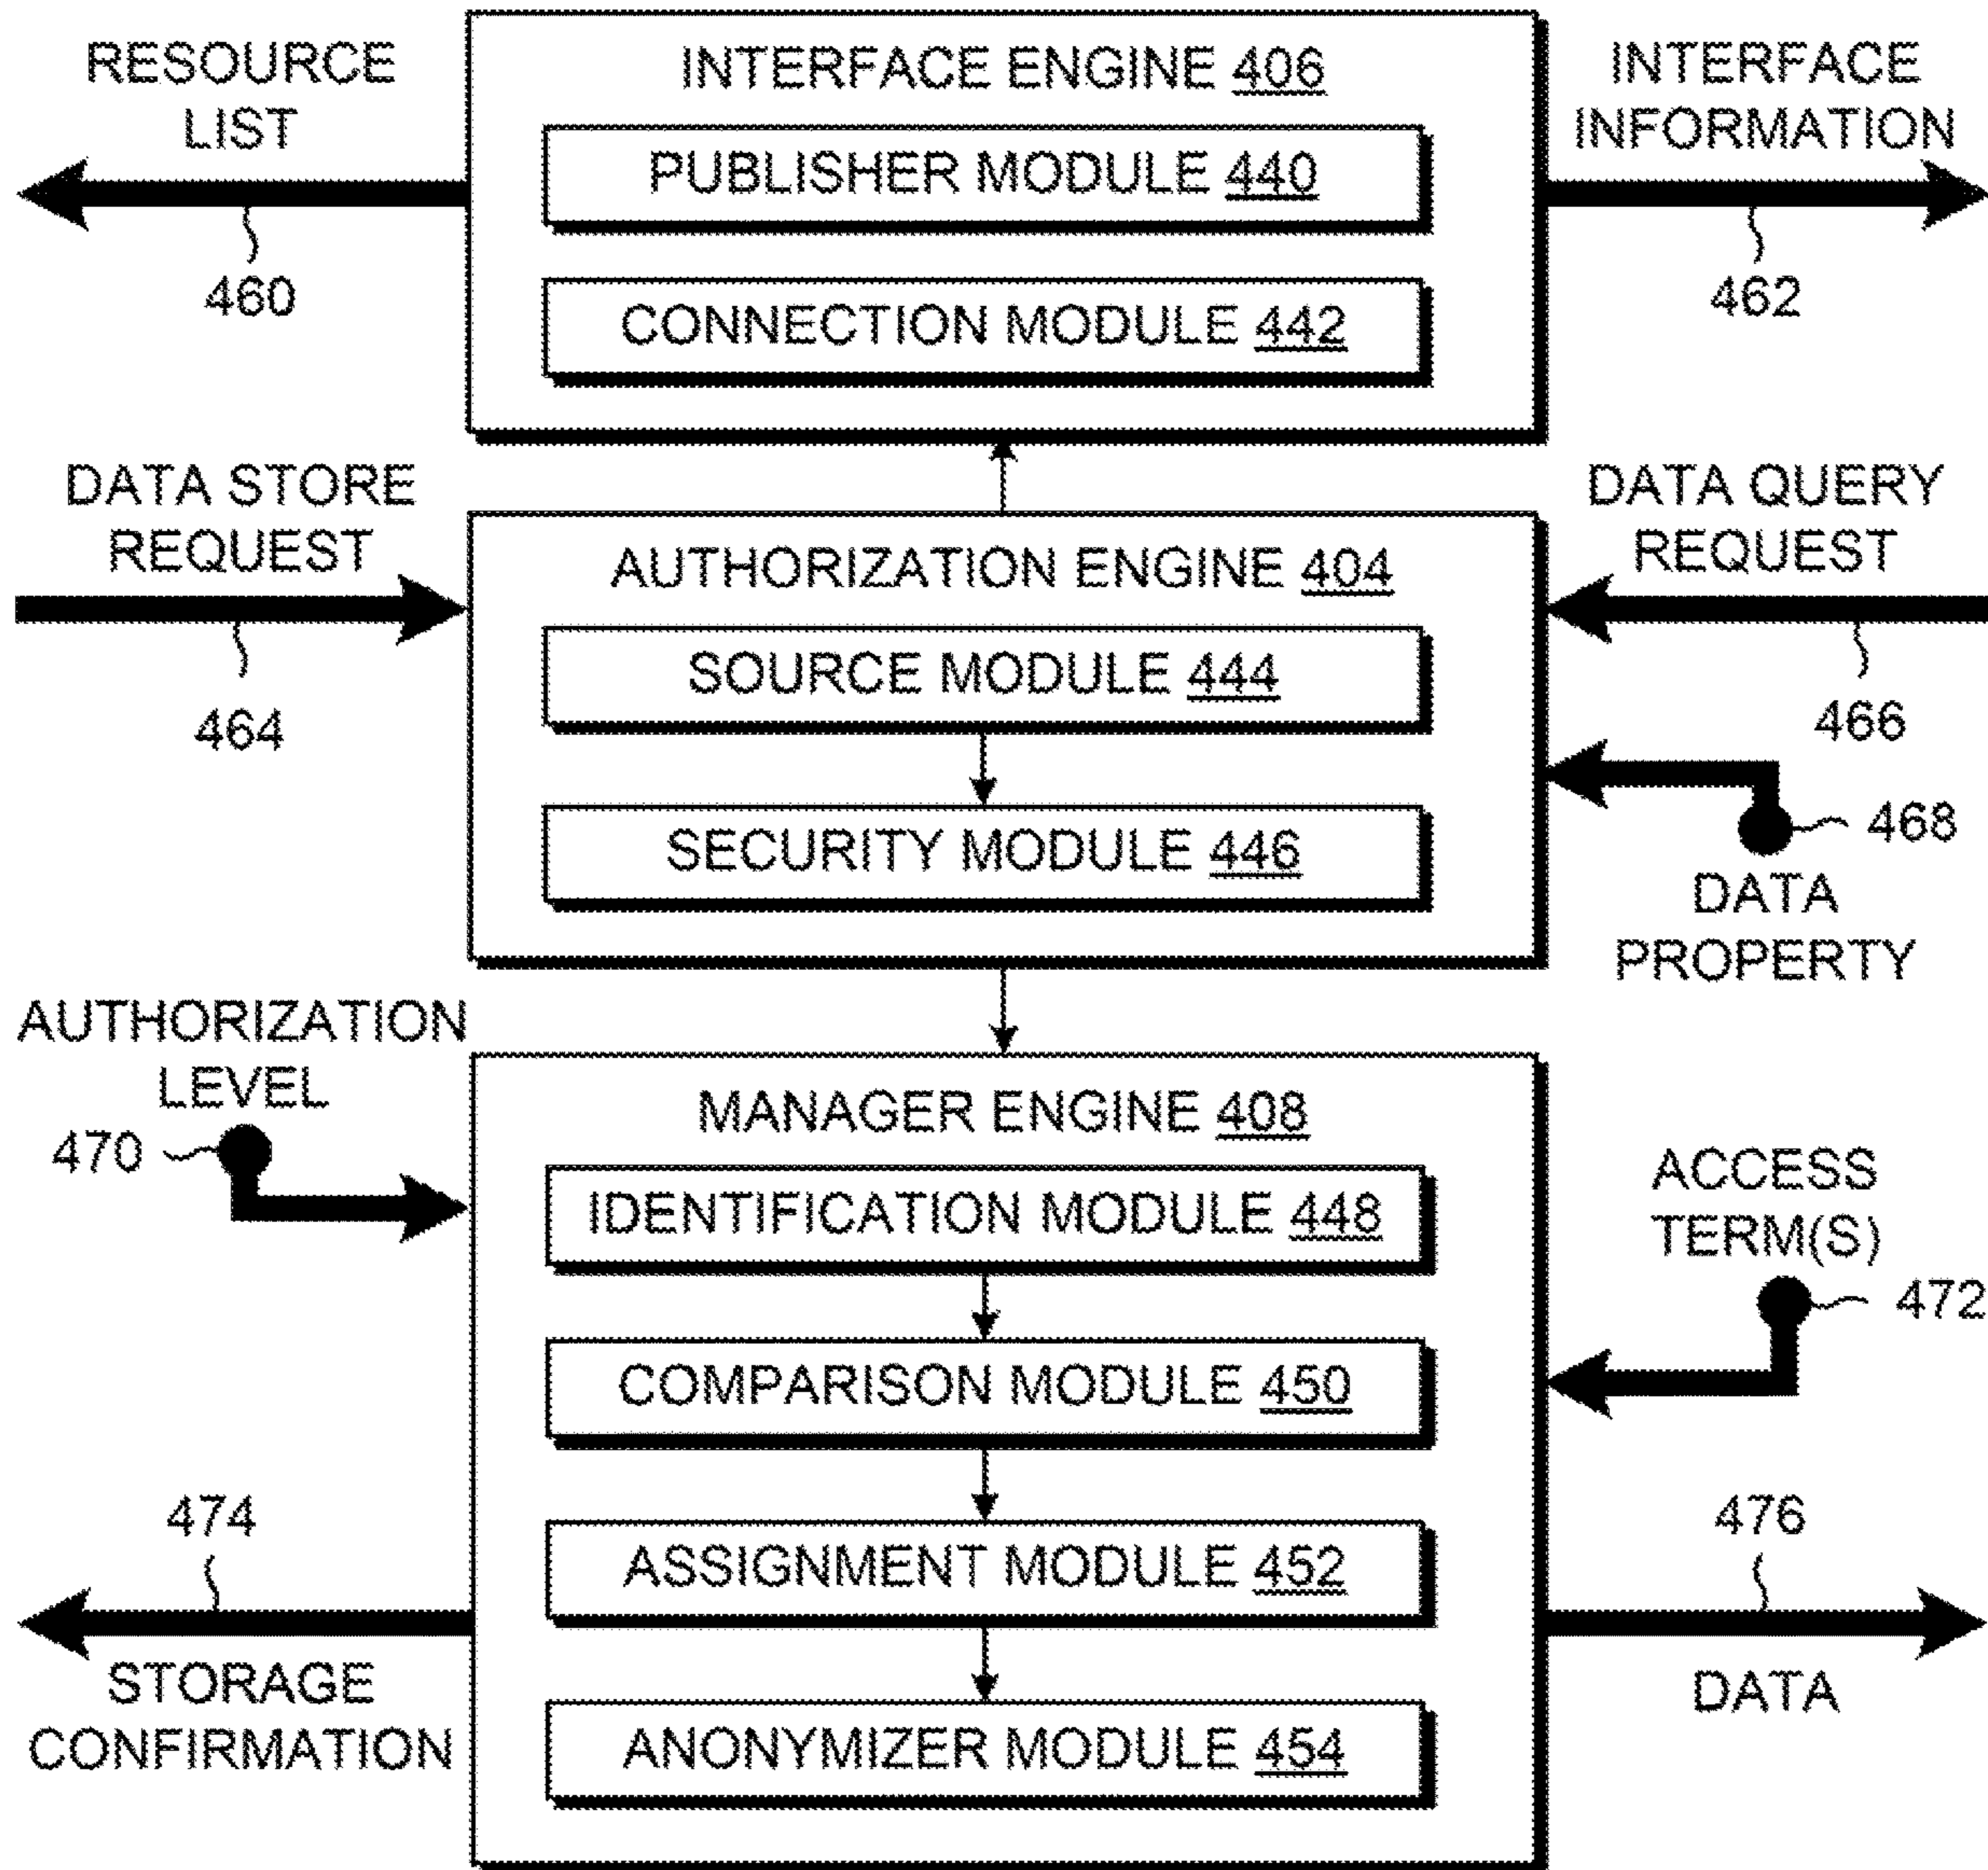 RESOURCE
LIST
460
INTERFACE ENGINE 406
PUBLISHER MODULE 440
CONNECTION MODULE 442
INTERFACE
INFORMATION
462
DATA STORE
REQUEST
464
AUTHORIZATION ENGINE 404
SOURCE MODULE 444
SECURITY MODULE 446
DATA QUERY
REQUEST
466
468
DATA
PROPERTY
AUTHORIZATION
LEVEL
470
MANAGER ENGINE 408
IDENTIFICATION MODULE 448
COMPARISON MODULE 450
ASSIGNMENT MODULE 452
ANONYMIZER MODULE 454
ACCESS
TERM(S)
472
474
STORAGE
CONFIRMATION
476
DATA